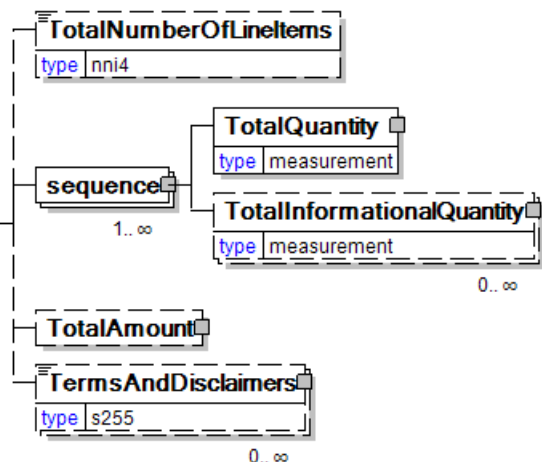 TotalNumberOfLineItems
type nni4
TotalQuantity
type measurement
sequence
1.. ∞
TotalInformationalQuantity
type measurement
0.. ∞
TotalAmount
TermsAndDisclaimers
type s255
0.. ∞